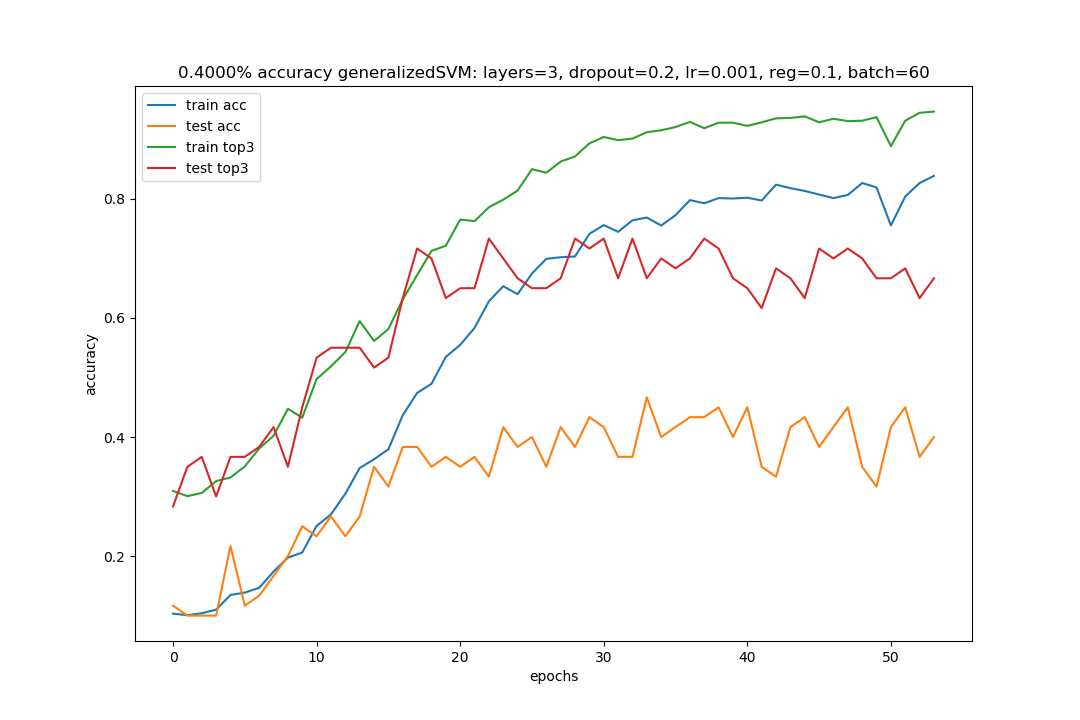 0.4000% accuracy generalizedSVM: layers=3, dropout=0.2, lr=0.001, reg=0.1, batch=60
train acc
test acc
train top3
test top3
0.8
0.6
0.4
0.2
accuracy
0 10 20 30 40 50
epochs